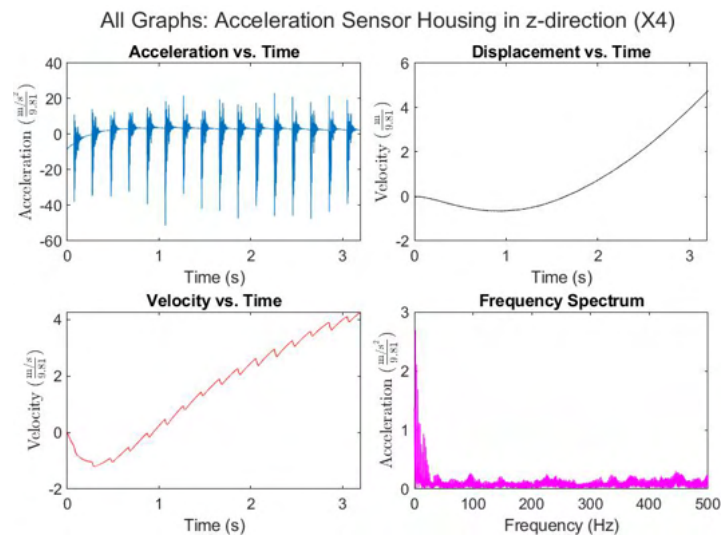 All Graphs: Acceleration Sensor Housing in z-direction (X4)
Acceleration vs. Time
Acceleration (m/s²/9.81)
40
20
0
-20
-40
-60
0 1 2 3
Time (s)
Displacement vs. Time
Velocity (m/9.81)
6
4
2
0
-2
0 1 2 3
Time (s)
Velocity vs. Time
Velocity (m/s/9.81)
4
2
0
-2
0 1 2 3
Time (s)
Frequency Spectrum
Acceleration (m/s²/9.81)
3
2
1
0
0 100 200 300 400 500
Frequency (Hz)